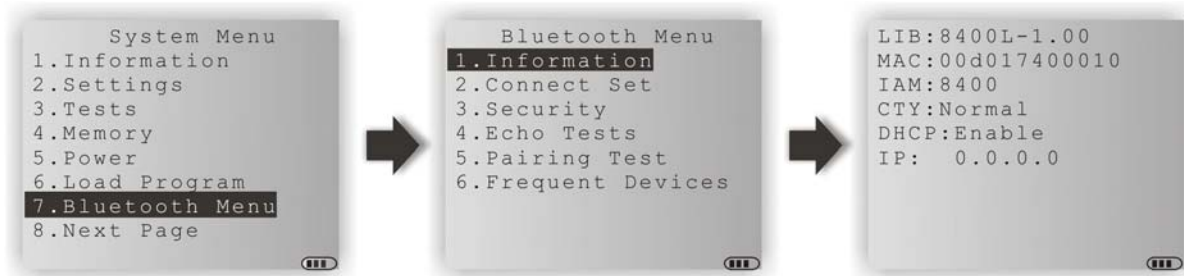 System Menu
1.Information
2.Settings
3.Tests
4.Memory
5.Power
6.Load Program
7.Bluetooth Menu
8.Next Page
Bluetooth Menu
1.Information
2.Connect Set
3.Security
4.Echo Tests
5.Pairing Test
6.Frequent Devices
LIB:8400L-1.00
MAC:00d017400010
IAM:8400
CTY:Normal
DHCP:Enable
IP: 0.0.0.0